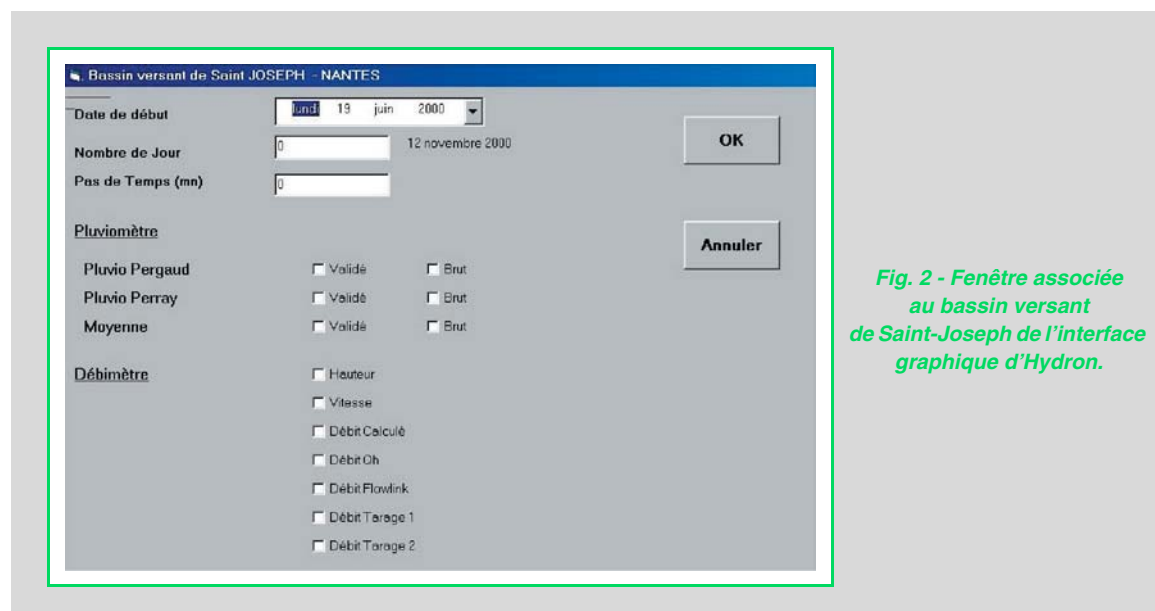 Bassin versant de Saint JOSEPH - NANTES
Date de début lundi 19 juin 2000
Nombre de Jour 0 12 novembre 2000
Pas de Temps (mn) 0
OK
Annuler
Pluviomètre
Pluvio Pergaud Validé Brut
Pluvio Perray Validé Brut
Moyenne Validé Brut
Débimètre Hauteur
Vitesse
Débit Calculé
Débit Qh
Débit Flowlink
Débit Tarage 1
Débit Tarage 2
Fig. 2 - Fenêtre associée
au bassin versant
de Saint-Joseph de l'interface
graphique d'Hydron.